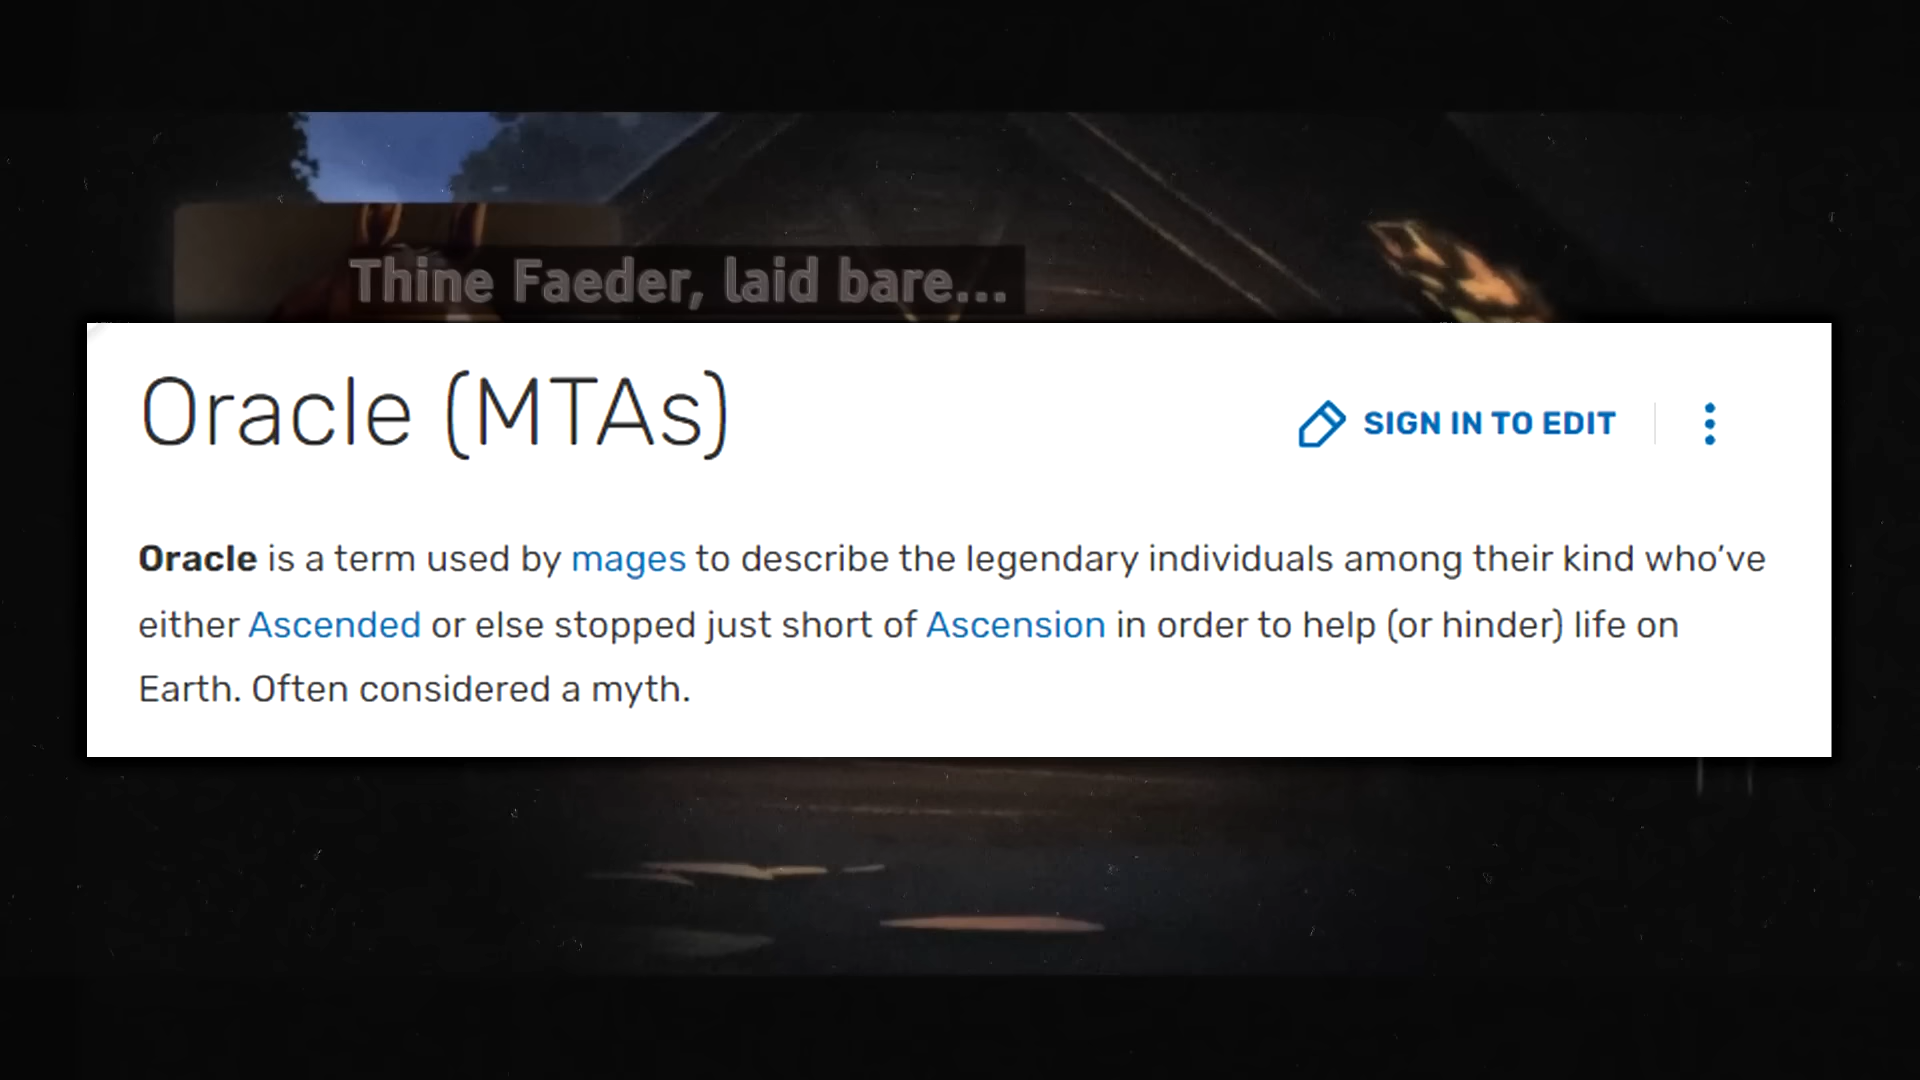 Thine Faeder, laid bare...
Oracle (MTAs)
SIGN IN TO EDIT
Oracle is a term used by mages to describe the legendary individuals among their kind who've
either Ascended or else stopped just short of Ascension in order to help (or hinder) life on
Earth. Often considered a myth.